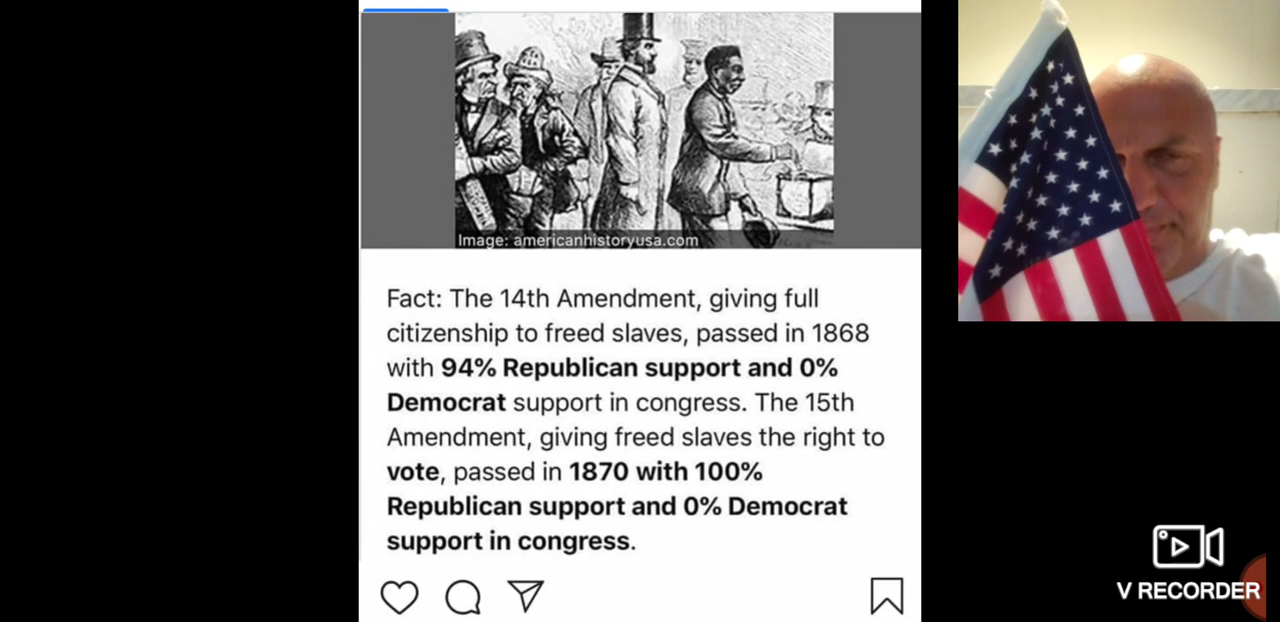 Image: americanhistoryusa.com
Fact: The 14th Amendment, giving full
citizenship to freed slaves, passed in 1868
with 94% Republican support and 0%
Democrat support in congress. The 15th
Amendment, giving freed slaves the right to
vote, passed in 1870 with 100%
Republican support and 0% Democrat
support in congress.
V RECORDER